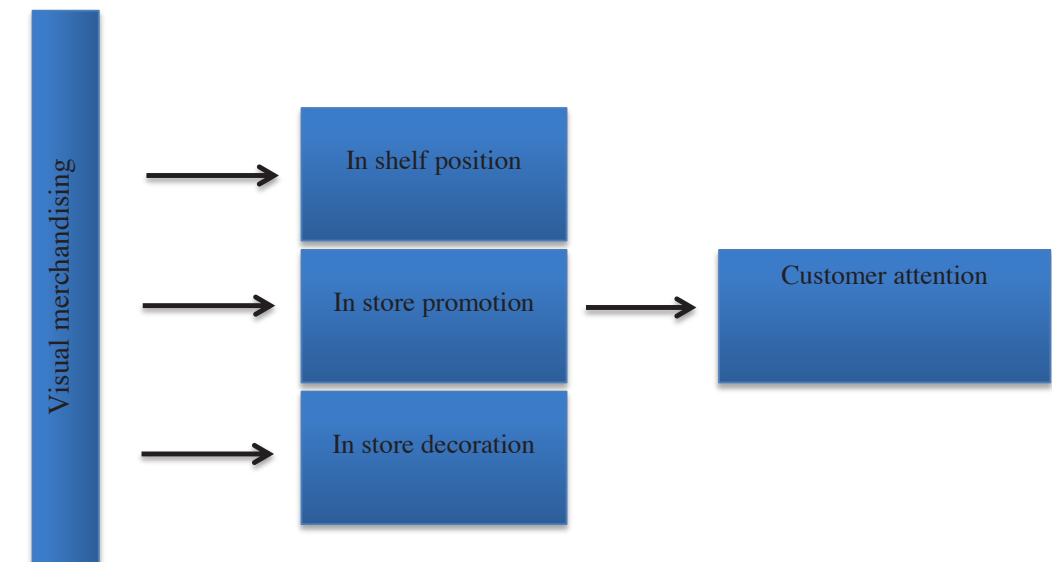 Visual merchandising
In shelf position
In store promotion
In store decoration
Customer attention